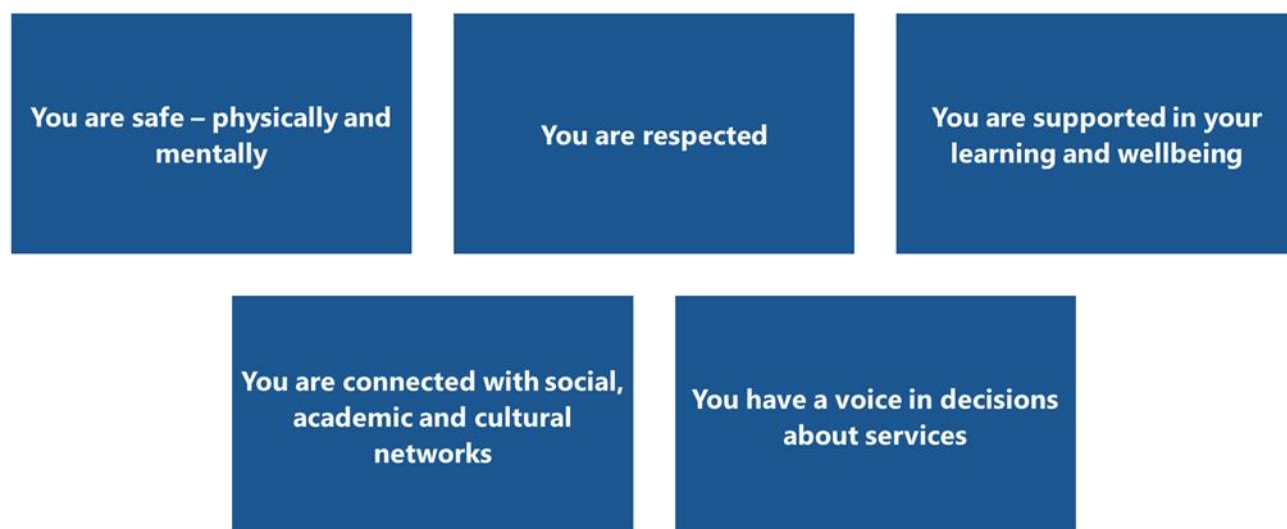 You are safe – physically and
mentally
You are respected
You are supported in your
learning and wellbeing
You are connected with social,
academic and cultural
networks
You have a voice in decisions
about services